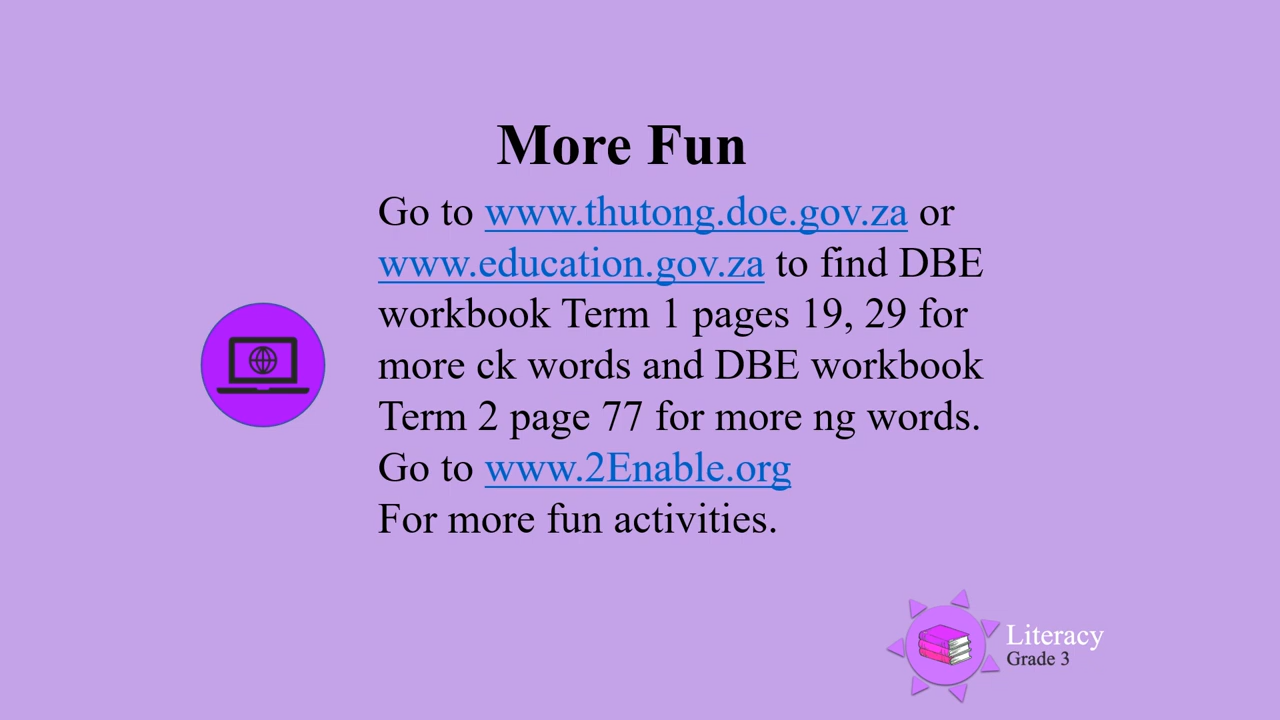 More Fun
Go to www.thutong.doe.gov.za or
www.education.gov.za to find DBE
workbook Term 1 pages 19, 29 for
more ck words and DBE workbook
Term 2 page 77 for more ng words.
Go to www.2Enable.org
For more fun activities.
Literacy
Grade 3